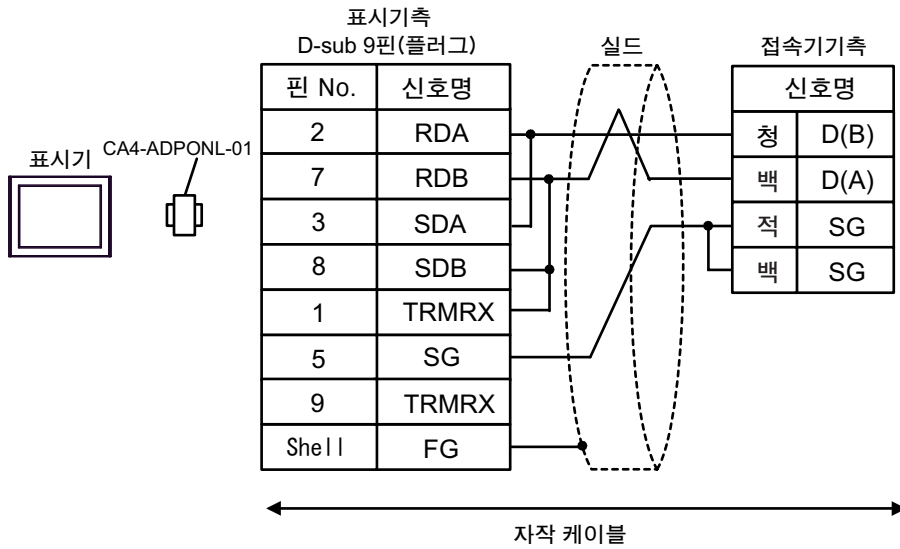 표시기측
D-sub 9핀(플러그)
실드
접속기기측
표시기
CA4-ADPONL-01
핀 No. 신호명
2 RDA
7 RDB
3 SDA
8 SDB
1 TRMRX
5 SG
9 TRMRX
Shell FG
신호명
청 D(B)
백 D(A)
적 SG
백 SG
자작 케이블